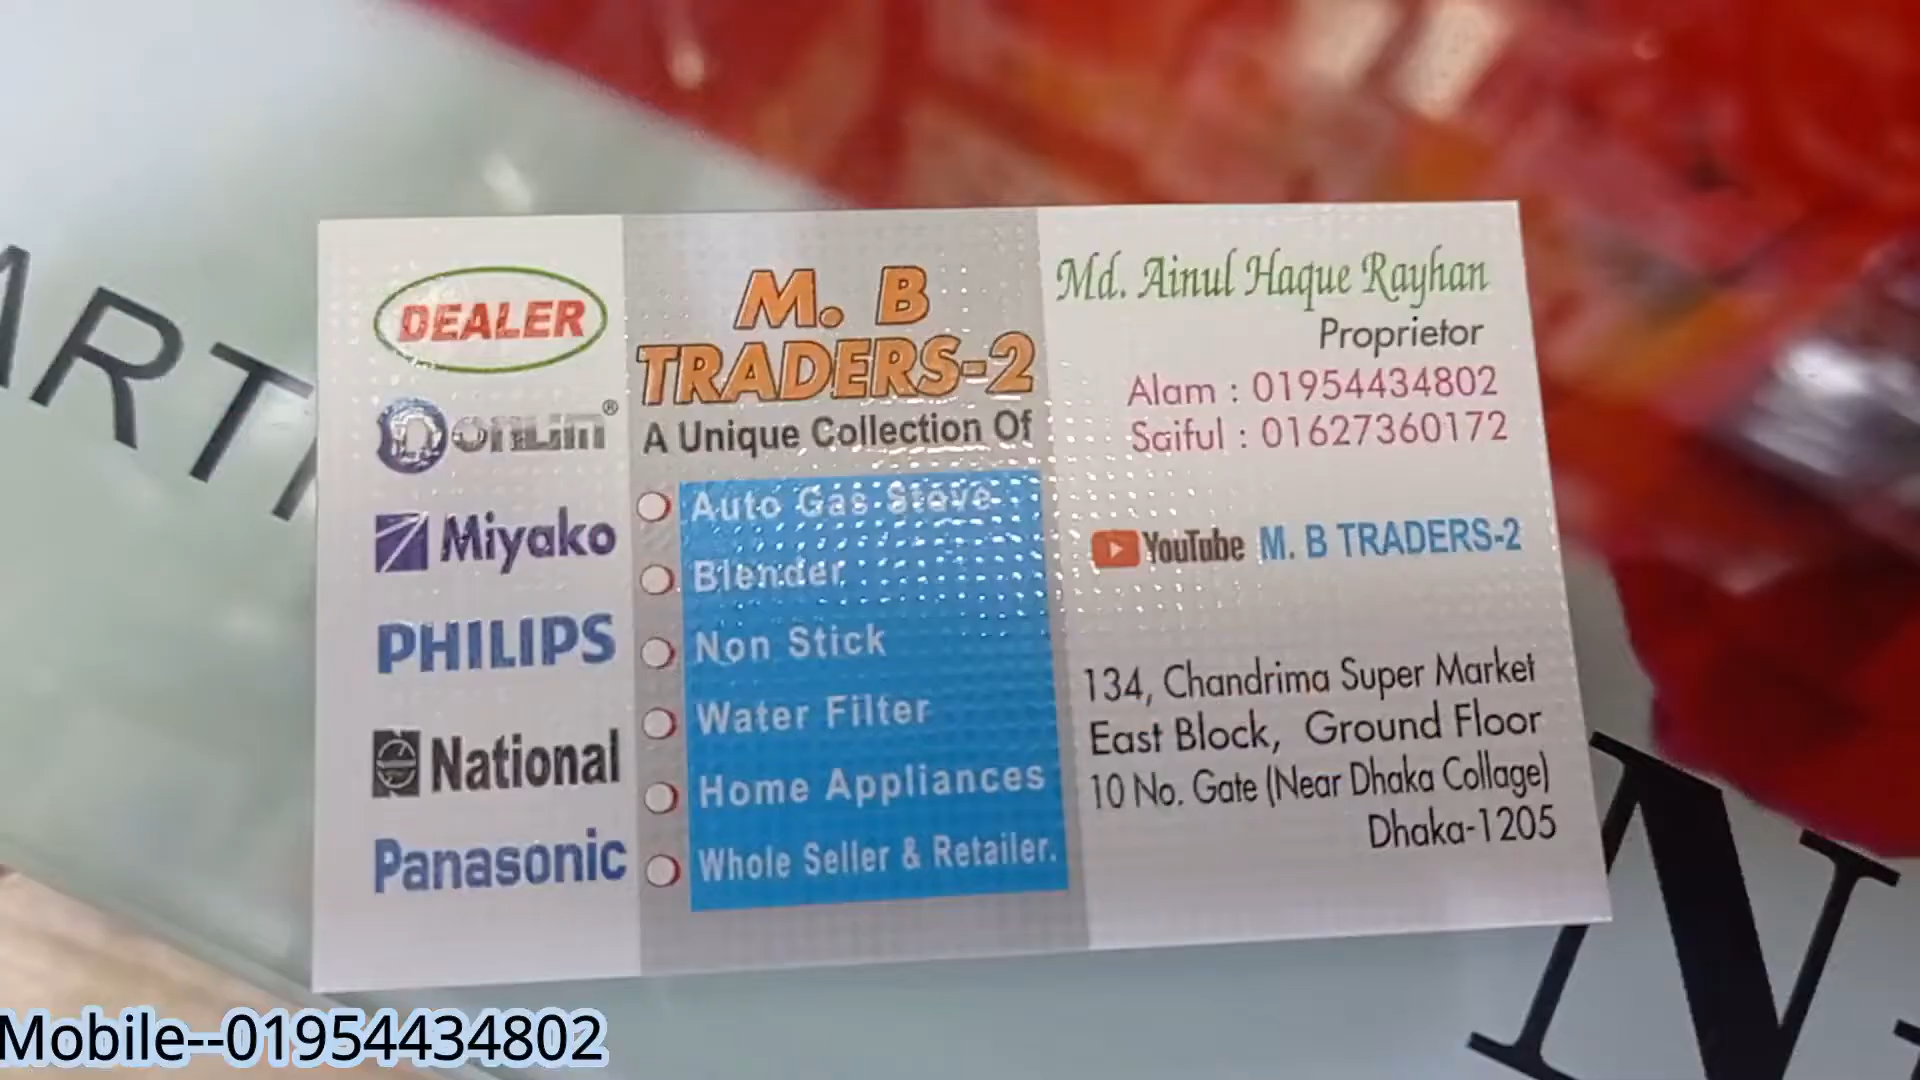 DEALER
Donlim®
Miyako
PHILIPS
National
Panasonic
M. B
TRADERS-2
A Unique Collection Of
Auto Gas Stove
Blender
Non Stick
Water Filter
Home Appliances
Whole Seller & Retailer.
Md. Ainul Haque Rayhan
Proprietor
Alam : 01954434802
Saiful : 01627360172
YouTube M. B TRADERS-2
134, Chandrima Super Market
East Block, Ground Floor
10 No. Gate (Near Dhaka Collage)
Dhaka-1205
Mobile--01954434802